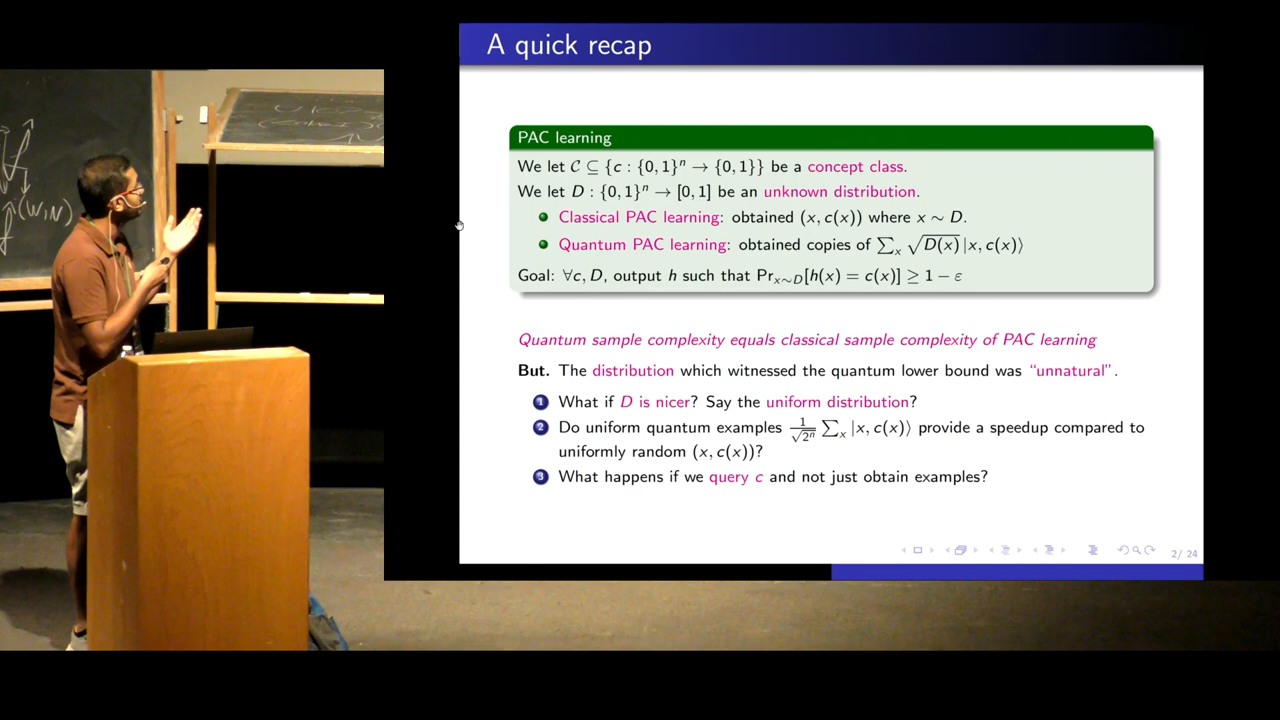 A quick recap
PAC learning
We let 𝒞 ⊆ {c : {0, 1}ⁿ → {0, 1}} be a concept class.
We let D : {0, 1}ⁿ → [0, 1] be an unknown distribution.
Classical PAC learning: obtained (x, c(x)) where x ∼ D.
Quantum PAC learning: obtained copies of ∑ₓ √D(x) |x, c(x)⟩
Goal: ∀c, D, output h such that Prₓ∼D[h(x) = c(x)] ≥ 1 − ε
Quantum sample complexity equals classical sample complexity of PAC learning
But. The distribution which witnessed the quantum lower bound was “unnatural”.
1 What if D is nicer? Say the uniform distribution?
2 Do uniform quantum examples 1/√2ⁿ ∑ₓ |x, c(x)⟩ provide a speedup compared to
uniformly random (x, c(x))?
3 What happens if we query c and not just obtain examples?
2/ 24